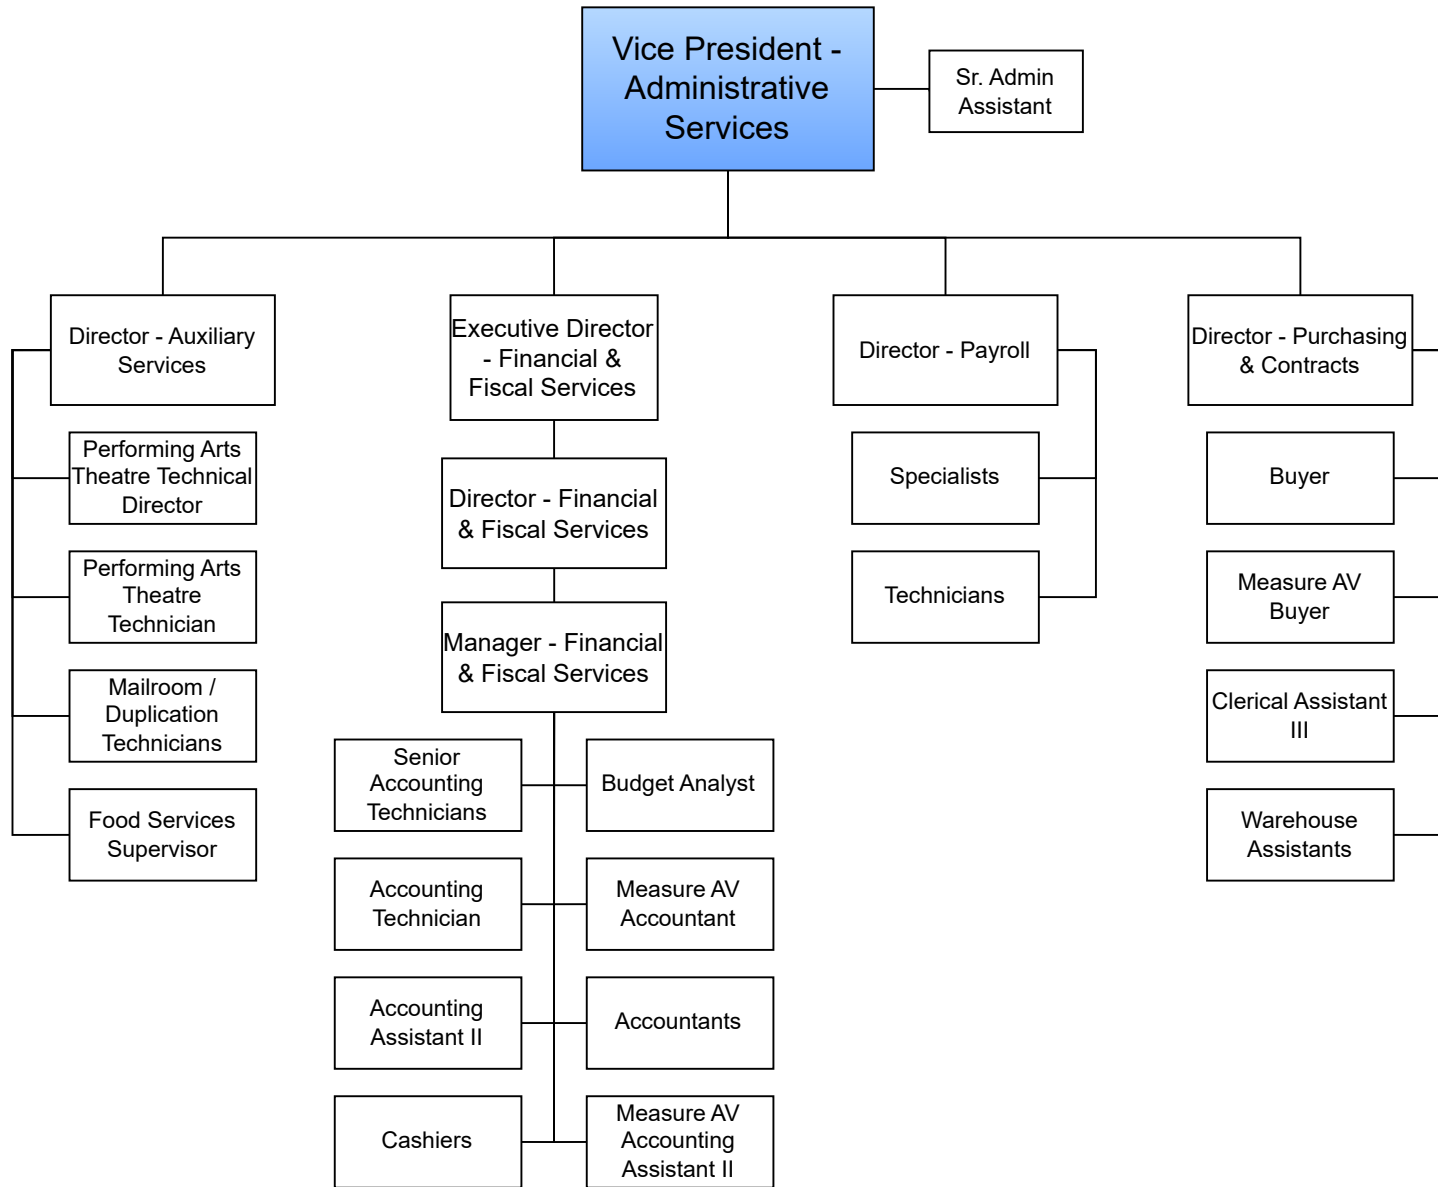 Vice President -
Administrative
Services
Sr. Admin
Assistant
Director - Auxiliary
Services
Executive Director
- Financial &
Fiscal Services
Director - Payroll
Director - Purchasing
& Contracts
Performing Arts
Theatre Technical
Director
Performing Arts
Theatre
Technician
Mailroom /
Duplication
Technicians
Food Services
Supervisor
Director - Financial
& Fiscal Services
Manager - Financial
& Fiscal Services
Senior
Accounting
Technicians
Budget Analyst
Accounting
Technician
Measure AV
Accountant
Accounting
Assistant II
Accountants
Cashiers
Measure AV
Accounting
Assistant II
Specialists
Technicians
Buyer
Measure AV
Buyer
Clerical Assistant
III
Warehouse
Assistants